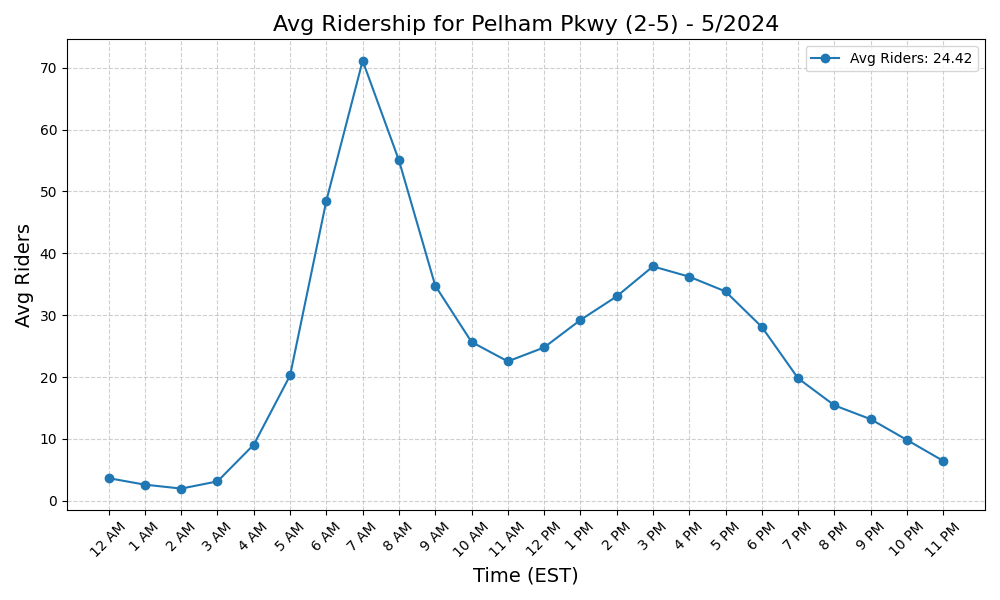 Avg Ridership for Pelham Pkwy (2-5) - 5/2024
Avg Riders: 24.42
Avg Riders
70
60
50
40
30
20
10
0
12 AM
1 AM
2 AM
3 AM
4 AM
5 AM
6 AM
7 AM
8 AM
9 AM
10 AM
11 AM
12 PM
1 PM
2 PM
3 PM
4 PM
5 PM
6 PM
7 PM
8 PM
9 PM
10 PM
11 PM
Time (EST)